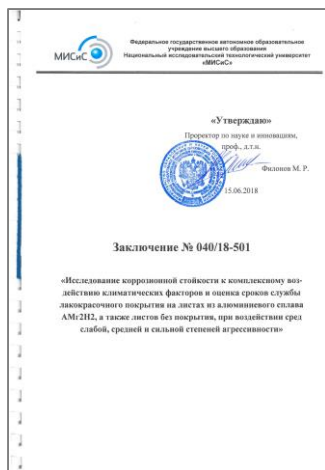 МИСиС
Федеральное государственное автономное образовательное
учреждение высшего образования
Национальный исследовательский технологический университет
«МИСиС»
«Утверждаю»
Проректор по науке и инновациям,
проф., д.т.н.
Филонов М. Р.
15.06.2018
Заключение № 040/18-501
«Исследование коррозионной стойкости к комплексному воз-
действию климатических факторов и оценка сроков службы
лакокрасочного покрытия на листах из алюминиевого сплава
АМг2Н2, а также листов без покрытия, при воздействии сред
слабой, средней и сильной степеней агрессивности»